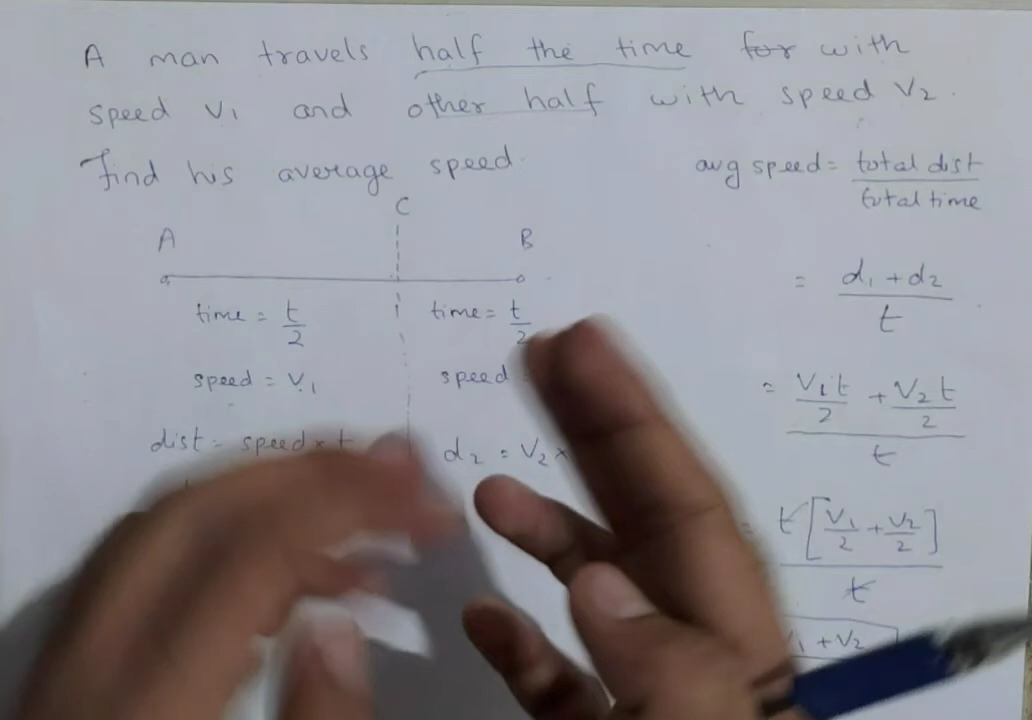 A man travels half the time for with
speed V1 and other half with speed V2.
Find his average speed.
avg speed = total dist / total time
C
A B
= d1 + d2 / t
time = t/2 time = t/2
speed = V1 speed
= V1t/2 + V2t/2 / t
dist = speed × t d2 = V2 ×
= t[V1/2 + V2/2] / t
V1 + V2